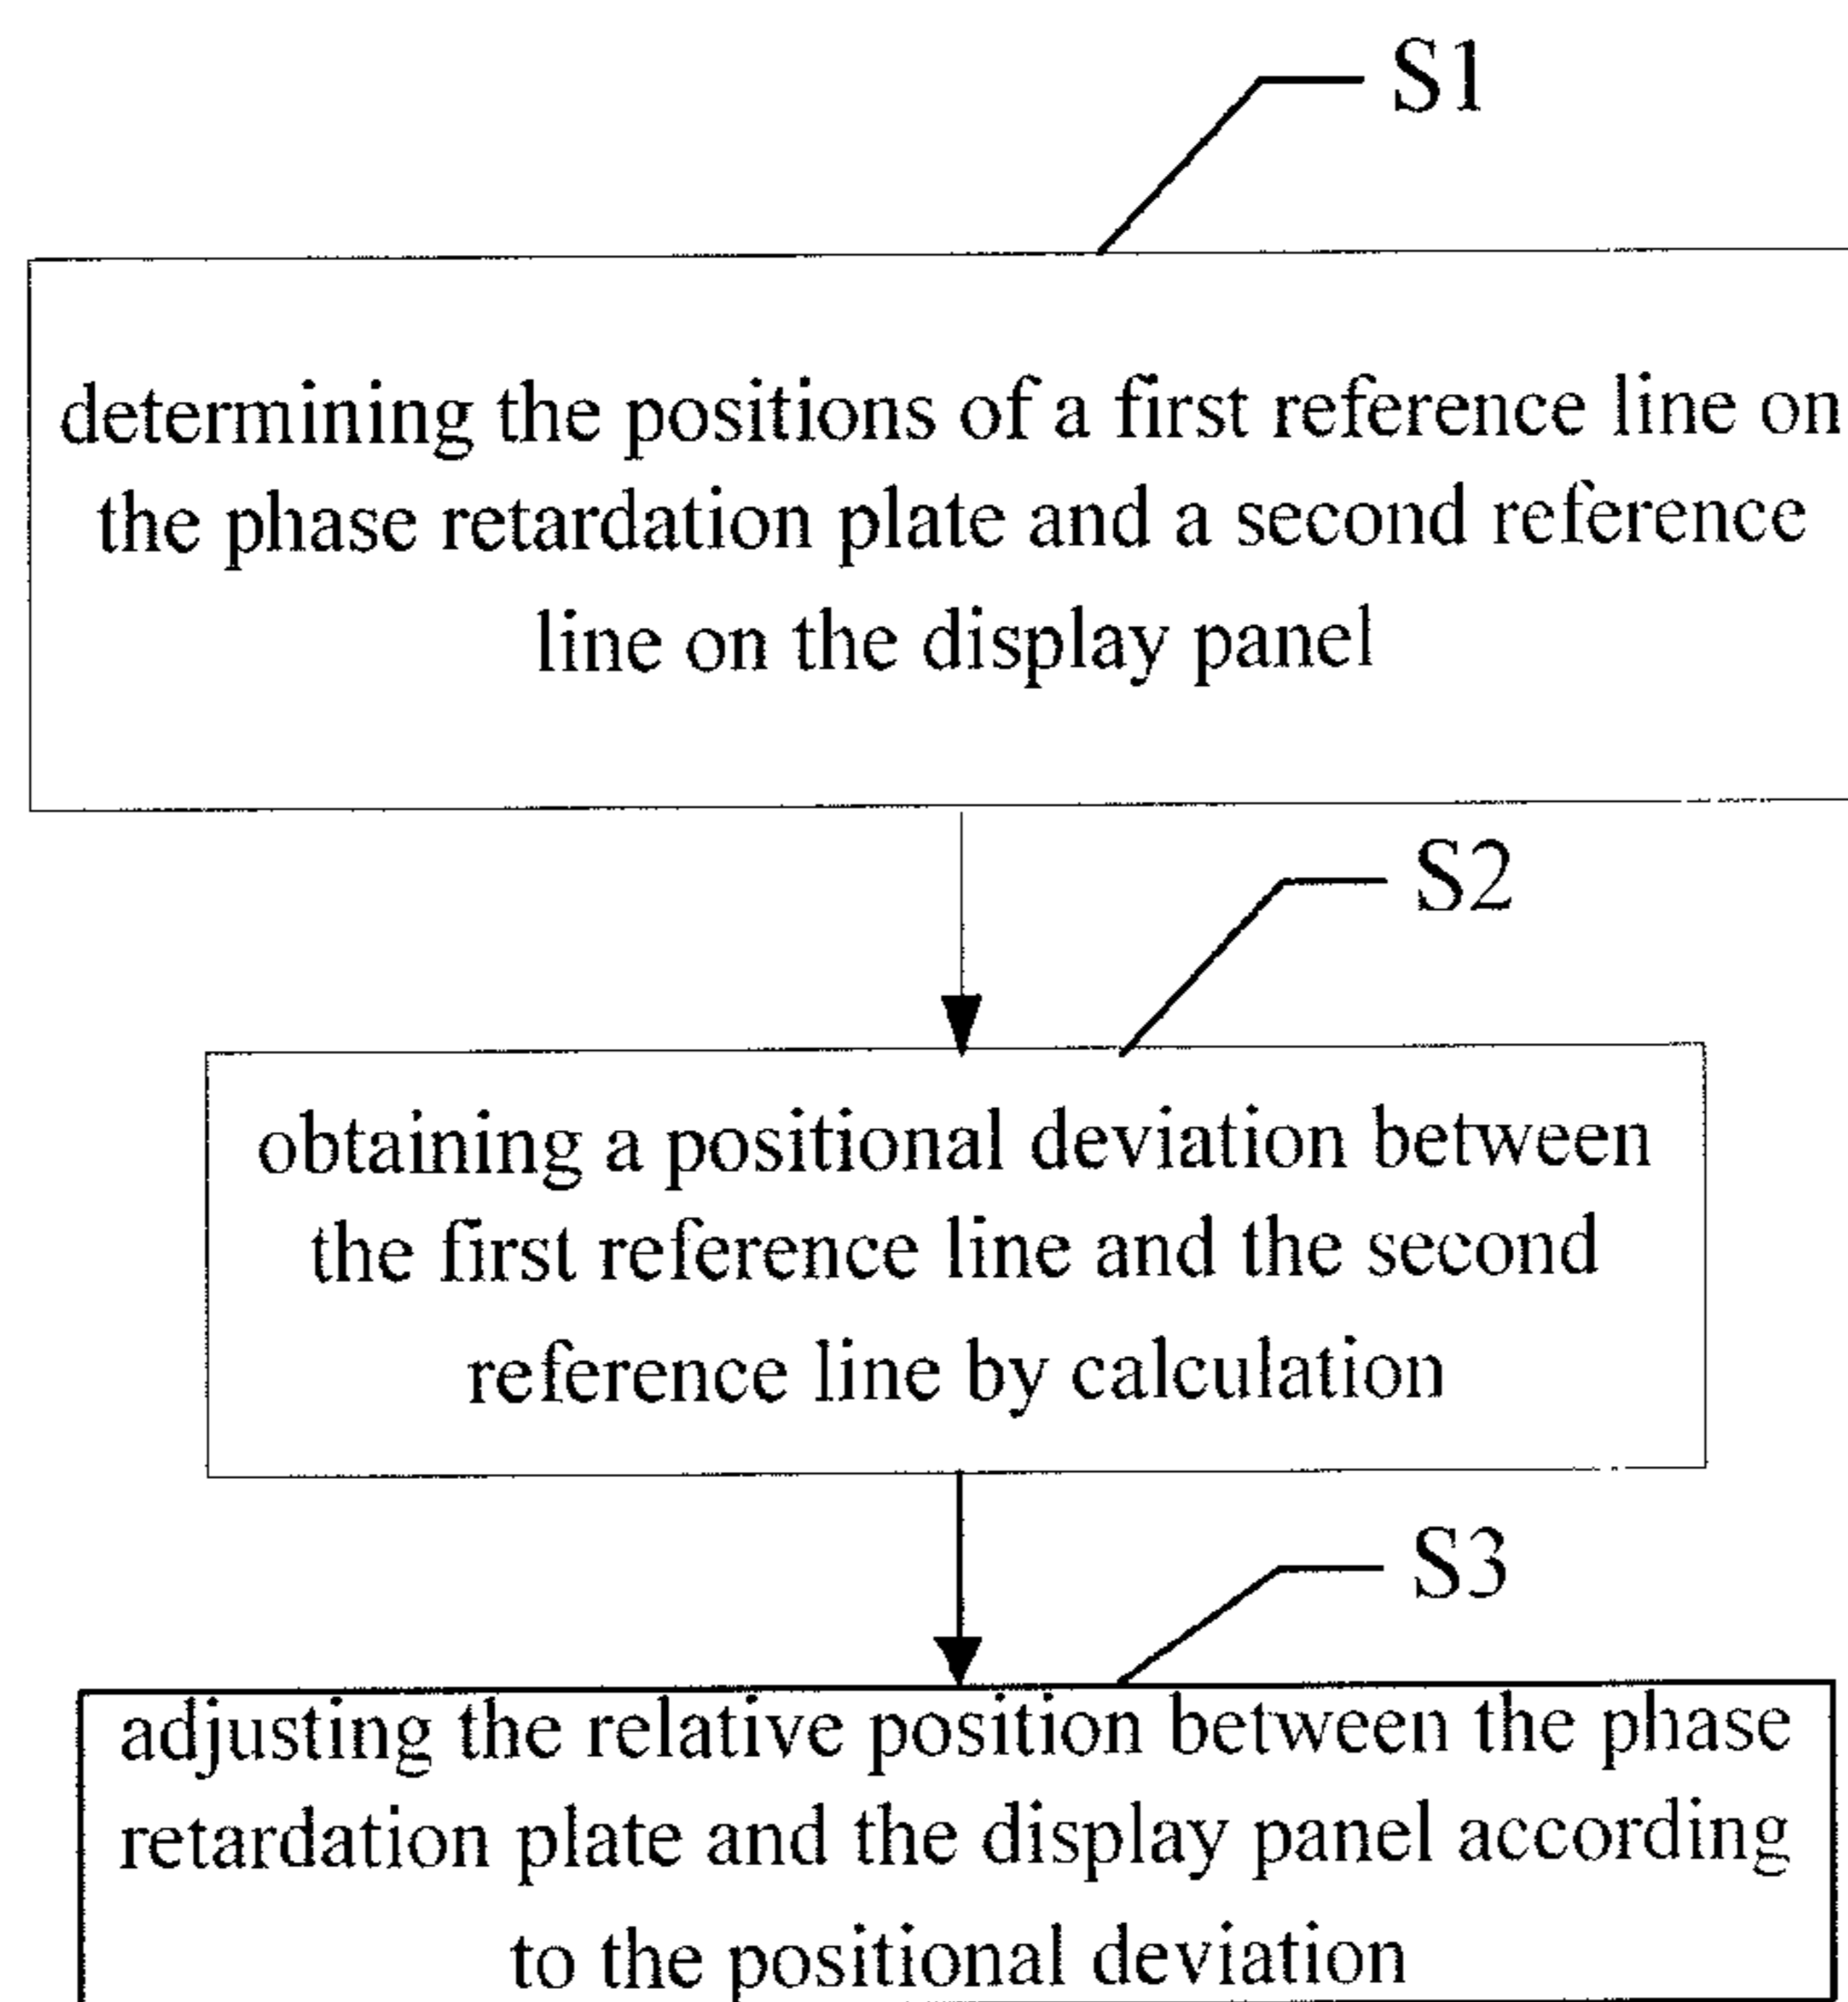 S1
determining the positions of a first reference line on
the phase retardation plate and a second reference
line on the display panel
S2
obtaining a positional deviation between
the first reference line and the second
reference line by calculation
S3
adjusting the relative position between the phase
retardation plate and the display panel according
to the positional deviation